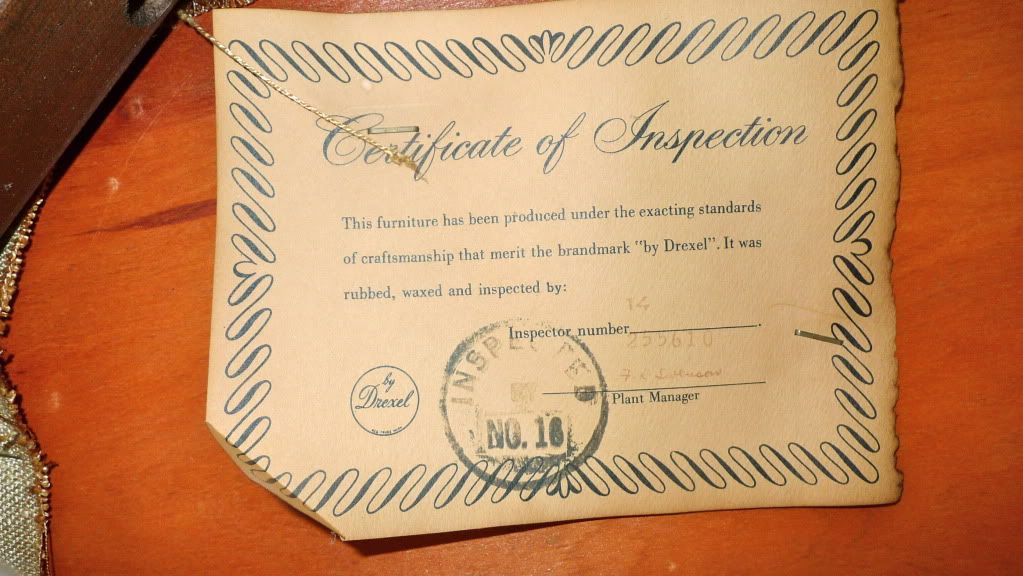 Certificate of Inspection
This furniture has been produced under the exacting standards
of craftsmanship that merit the brandmark "by Drexel". It was
rubbed, waxed and inspected by:
14
Inspector number
235610
Plant Manager
by
Drexel
INSPECTED
NO. 16